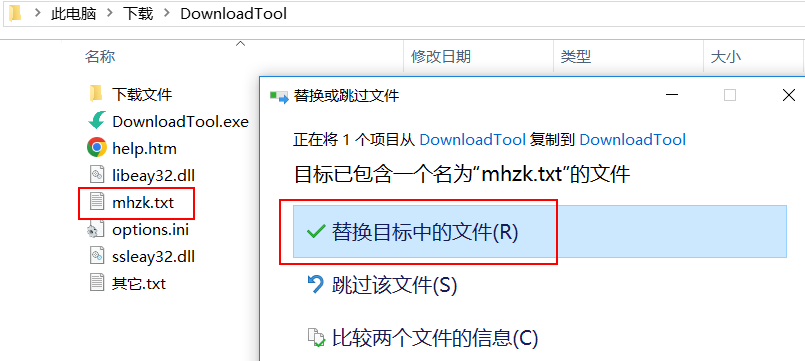 此电脑 > 下载 > DownloadTool
名称 修改日期 类型 大小
下载文件
DownloadTool.exe
help.htm
libeay32.dll
mhzk.txt
options.ini
ssleay32.dll
其它.txt
替换或跳过文件
正在将 1 个项目从 DownloadTool 复制到 DownloadTool
目标已包含一个名为“mhzk.txt”的文件
替换目标中的文件(R)
跳过该文件(S)
比较两个文件的信息(C)